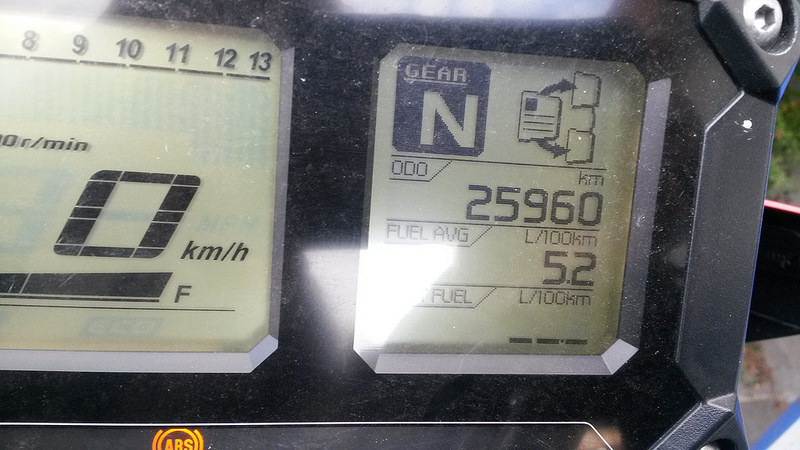 8 9 10 11 12 13
r/min
0 km/h
F
GEAR
N
ODO
km
25960
FUEL AVG
L/100km
5.2
FUEL
L/100km
ABS